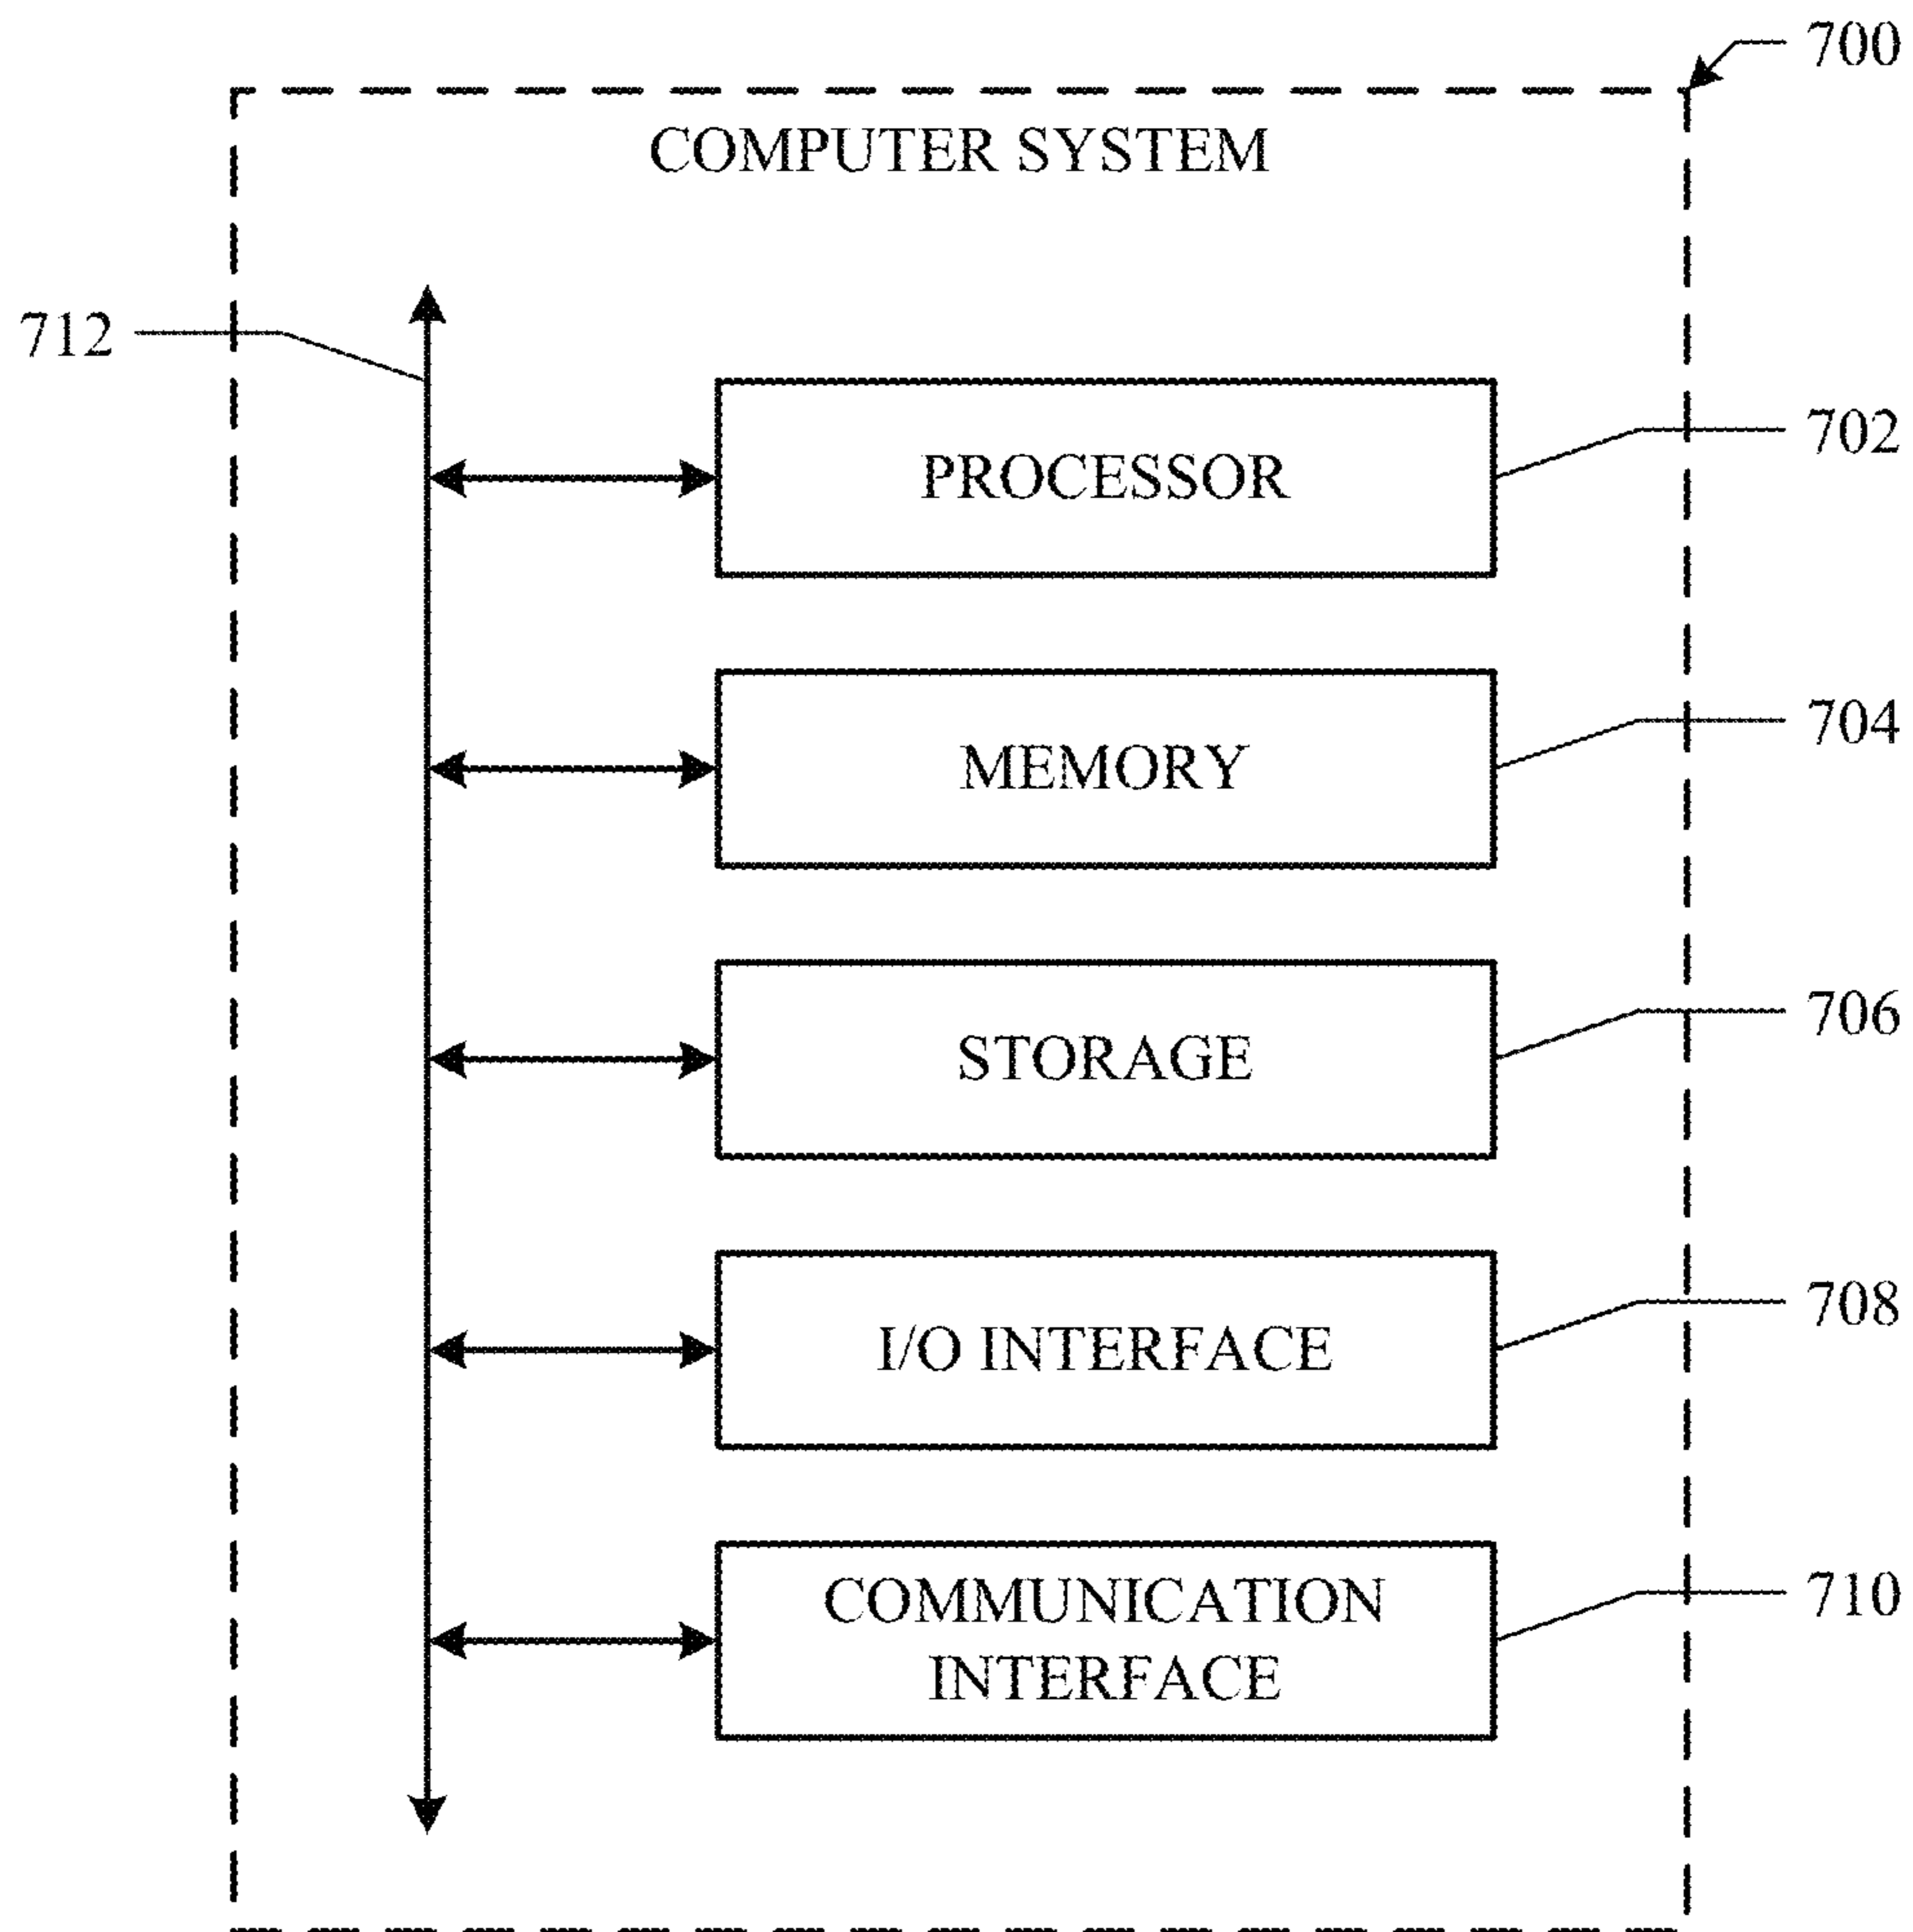 700
COMPUTER SYSTEM
712
PROCESSOR
702
MEMORY
704
STORAGE
706
I/O INTERFACE
708
COMMUNICATION
INTERFACE
710